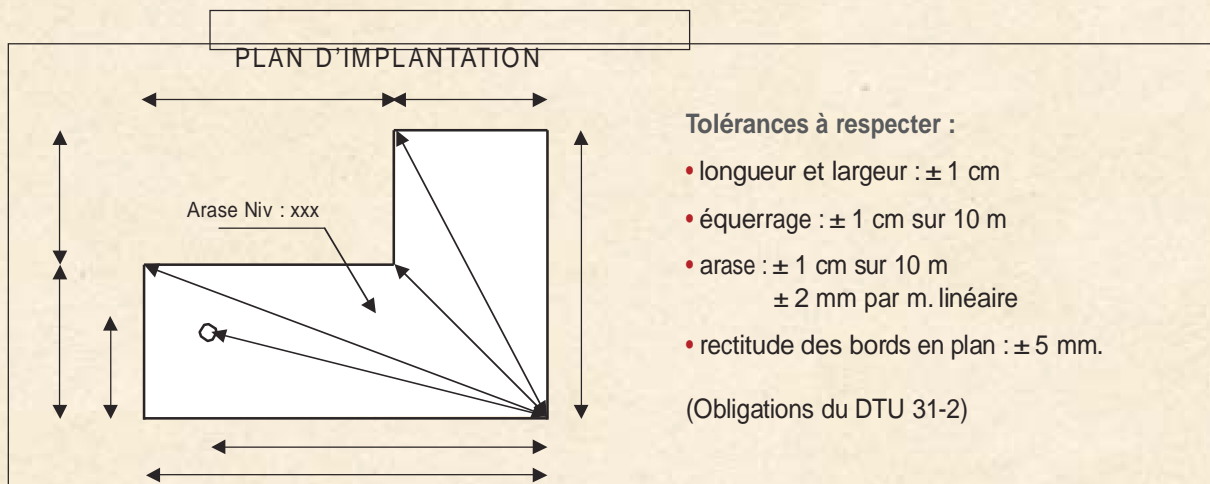 PLAN D’IMPLANTATION
Arase Niv : xxx
Tolérances à respecter :
• longueur et largeur : ± 1 cm
• équerrage : ± 1 cm sur 10 m
• arase : ± 1 cm sur 10 m
± 2 mm par m. linéaire
• rectitude des bords en plan : ± 5 mm.
(Obligations du DTU 31-2)